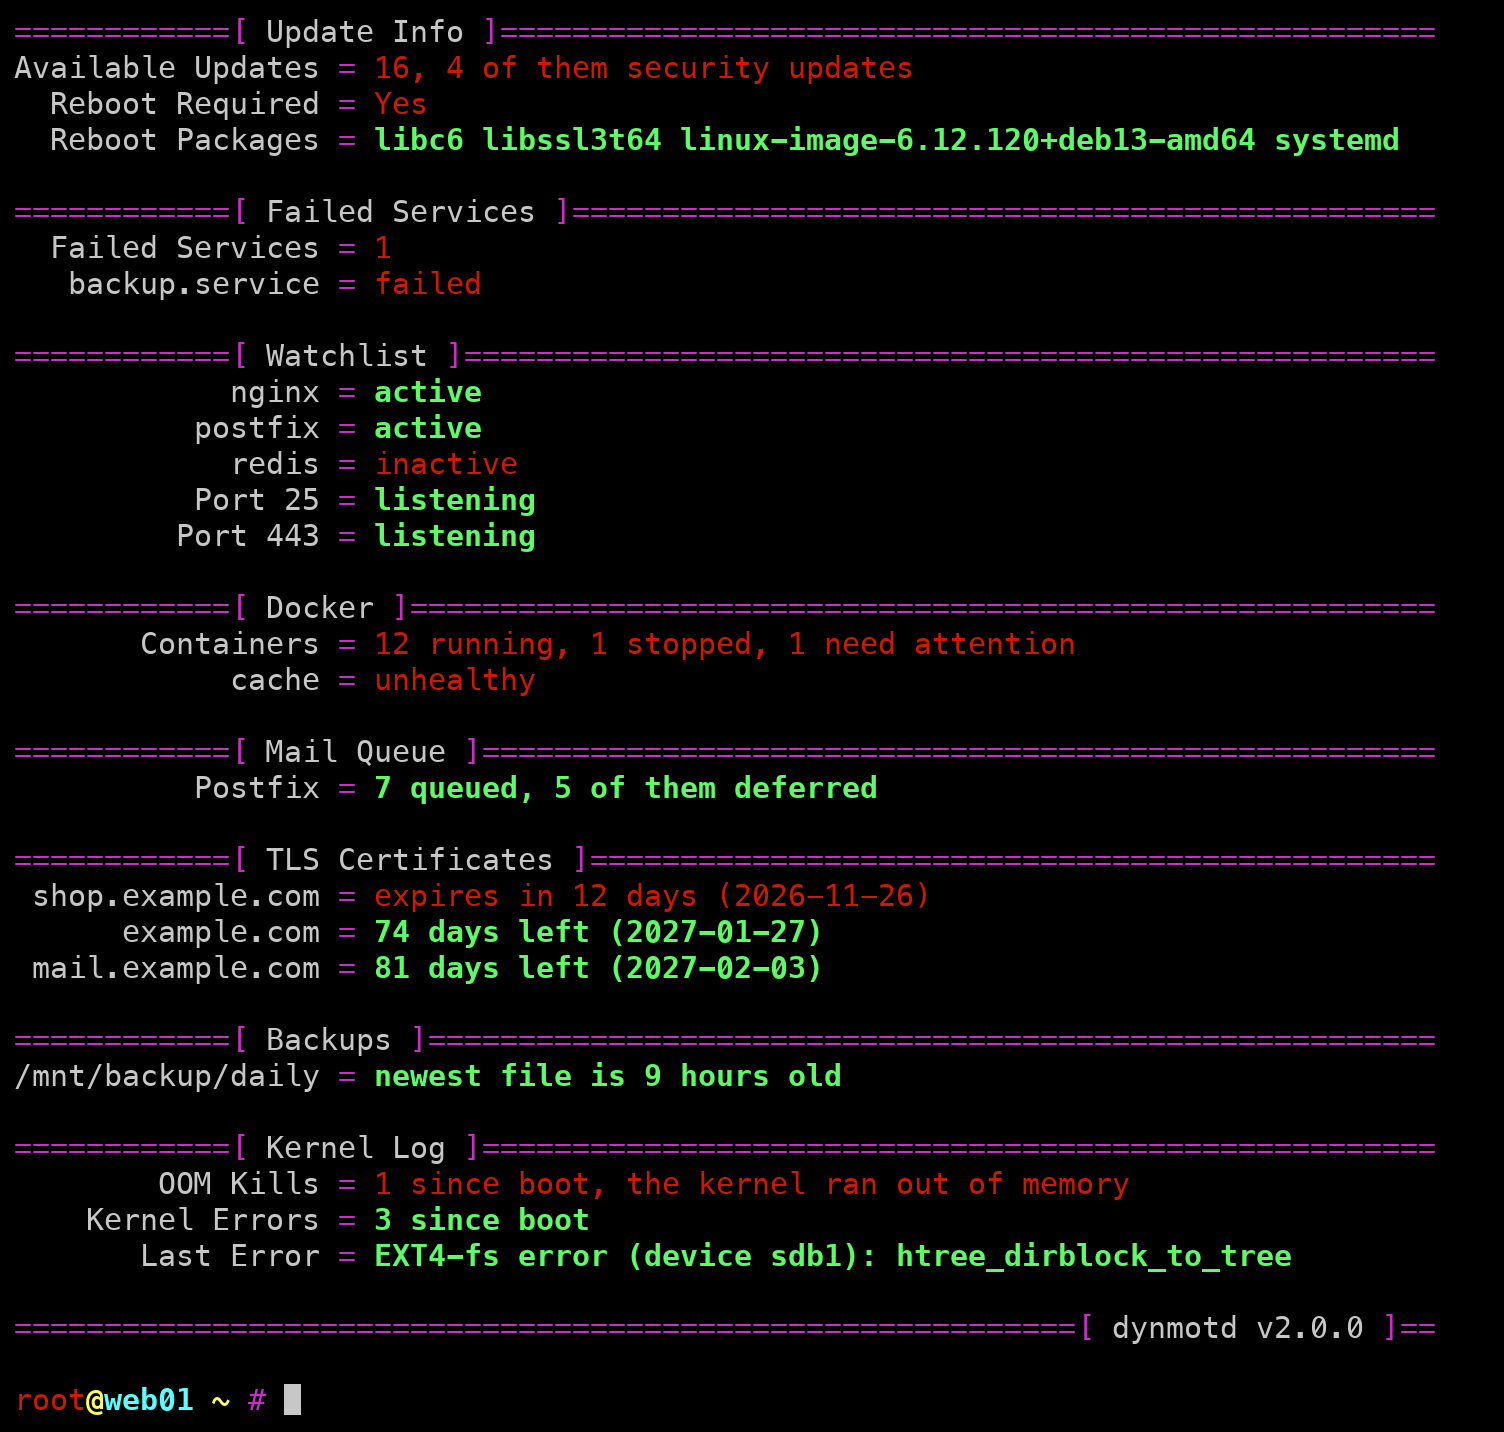 ============[ Update Info ]====================================================
Available Updates = 16, 4 of them security updates
Reboot Required = Yes
Reboot Packages = libc6 libssl3t64 linux-image-6.12.120+deb13-amd64 systemd
============[ Failed Services ]================================================
Failed Services = 1
backup.service = failed
============[ Watchlist ]======================================================
nginx = active
postfix = active
redis = inactive
Port 25 = listening
Port 443 = listening
============[ Docker ]=========================================================
Containers = 12 running, 1 stopped, 1 need attention
cache = unhealthy
============[ Mail Queue ]=====================================================
Postfix = 7 queued, 5 of them deferred
============[ TLS Certificates ]===============================================
shop.example.com = expires in 12 days (2026-11-26)
example.com = 74 days left (2027-01-27)
mail.example.com = 81 days left (2027-02-03)
============[ Backups ]========================================================
/mnt/backup/daily = newest file is 9 hours old
============[ Kernel Log ]=====================================================
OOM Kills = 1 since boot, the kernel ran out of memory
Kernel Errors = 3 since boot
Last Error = EXT4-fs error (device sdb1): htree_dirblock_to_tree
===========================================================[ dynmotd v2.0.0 ]==
root@web01 ~ #